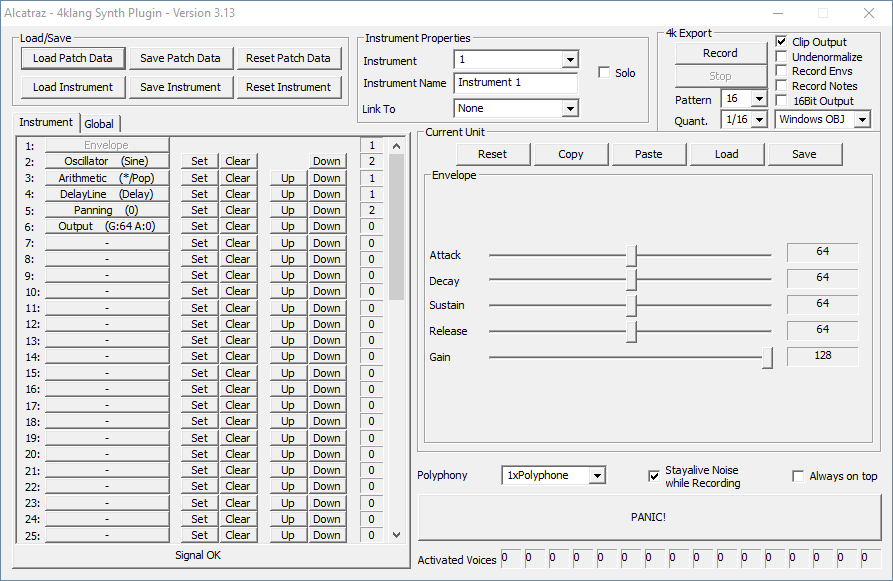 Alcatraz - 4klang Synth Plugin - Version 3.13
Load/Save
Load Patch Data Save Patch Data Reset Patch Data
Load Instrument Save Instrument Reset Instrument
Instrument Properties
Instrument 1
Solo
Instrument Name Instrument 1
Link To None
4k Export
Record
Stop
Pattern 16
Quant. 1/16
Clip Output
Undenormalize
Record Envs
Record Notes
16Bit Output
Windows OBJ
Instrument Global
1: Envelope 1
2: Oscillator (Sine) Set Clear Down 2
3: Arithmetic (*/Pop) Set Clear Up Down 1
4: DelayLine (Delay) Set Clear Up Down 1
5: Panning (0) Set Clear Up Down 2
6: Output (G:64 A:0) Set Clear Up Down 0
7: - Set Clear Up Down 0
8: - Set Clear Up Down 0
9: - Set Clear Up Down 0
10: - Set Clear Up Down 0
11: - Set Clear Up Down 0
12: - Set Clear Up Down 0
13: - Set Clear Up Down 0
14: - Set Clear Up Down 0
15: - Set Clear Up Down 0
16: - Set Clear Up Down 0
17: - Set Clear Up Down 0
18: - Set Clear Up Down 0
19: - Set Clear Up Down 0
20: - Set Clear Up Down 0
21: - Set Clear Up Down 0
22: - Set Clear Up Down 0
23: - Set Clear Up Down 0
24: - Set Clear Up Down 0
25: - Set Clear Up Down 0
Signal OK
Current Unit
Reset Copy Paste Load Save
Envelope
Attack 64
Decay 64
Sustain 64
Release 64
Gain 128
Polyphony 1xPolyphone
Stayalive Noise
while Recording
Always on top
PANIC!
Activated Voices 0 0 0 0 0 0 0 0 0 0 0 0 0 0 0 0